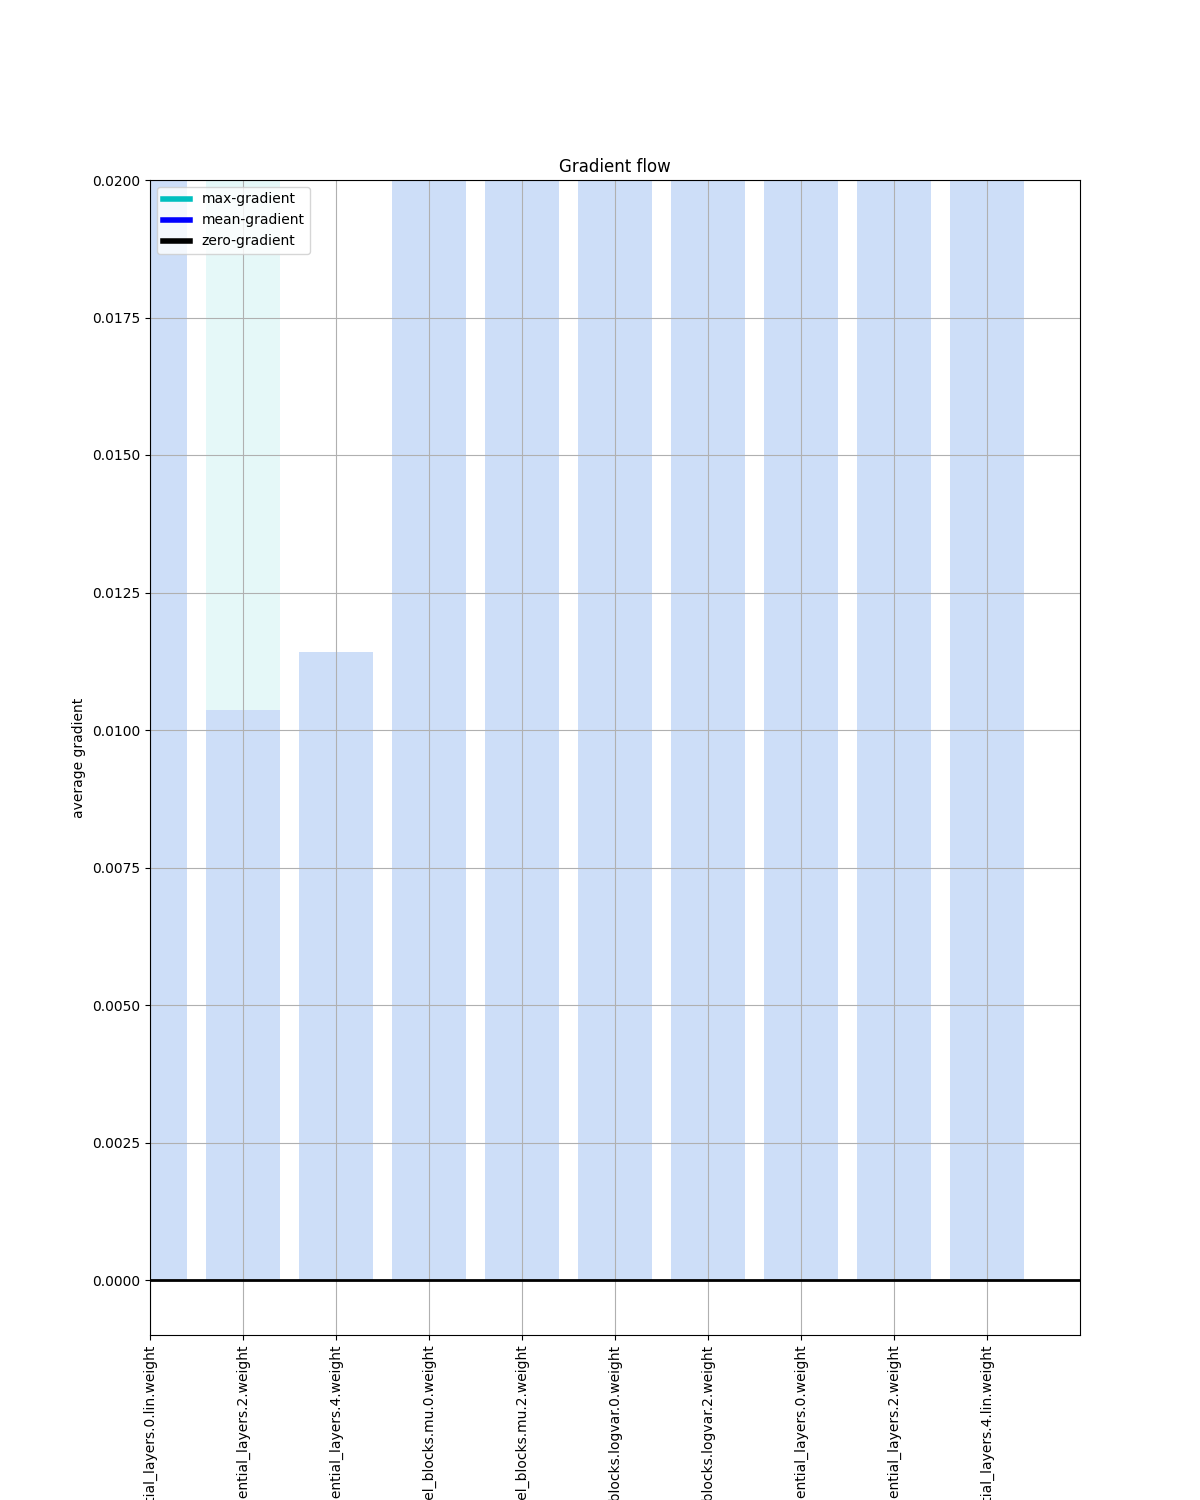 Gradient flow
max-gradient
mean-gradient
zero-gradient
0.0200
0.0175
0.0150
0.0125
0.0100
0.0075
0.0050
0.0025
0.0000
average gradient
tial_layers.0.lin.weight
ential_layers.2.weight
ential_layers.4.weight
el_blocks.mu.0.weight
el_blocks.mu.2.weight
blocks.logvar.0.weight
blocks.logvar.2.weight
ential_layers.0.weight
ential_layers.2.weight
tial_layers.4.lin.weight